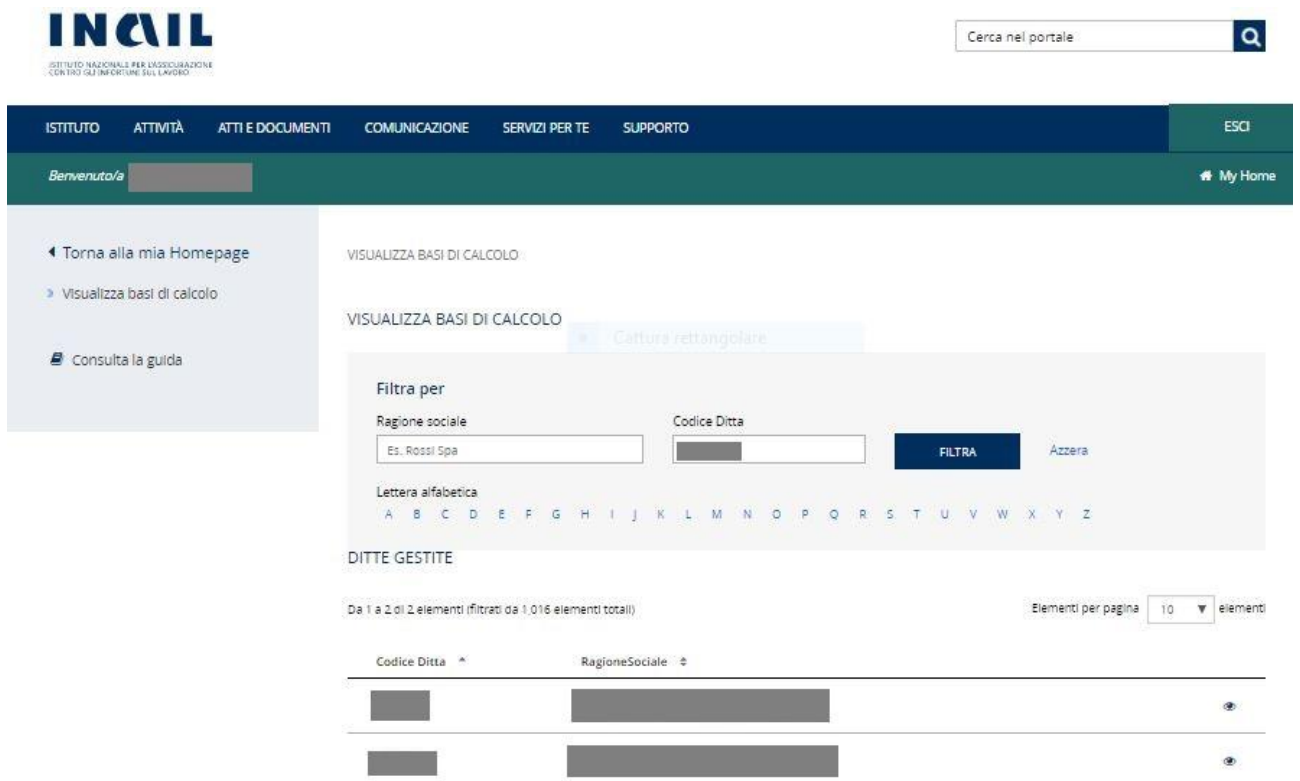 INAIL
ISTITUTO NAZIONALE PER L'ASSICURAZIONE
CONTRO GLI INFORTUNI SUL LAVORO
Cerca nel portale
ISTITUTO ATTIVITÀ ATTI E DOCUMENTI COMUNICAZIONE SERVIZI PER TE SUPPORTO ESCI
Benvenuto/a My Home
Torna alla mia Homepage
Visualizza basi di calcolo
Consulta la guida
VISUALIZZA BASI DI CALCOLO
VISUALIZZA BASI DI CALCOLO
Cattura rettangolare
Filtra per
Ragione sociale Codice Ditta
Es. Rossi Spa FILTRA Azzera
Lettera alfabetica
A B C D E F G H I J K L M N O P Q R S T U V W X Y Z
DITTE GESTITE
Da 1 a 2 di 2 elementi (filtrati da 1,016 elementi totali) Elementi per pagina 10 elementi
Codice Ditta RagioneSociale